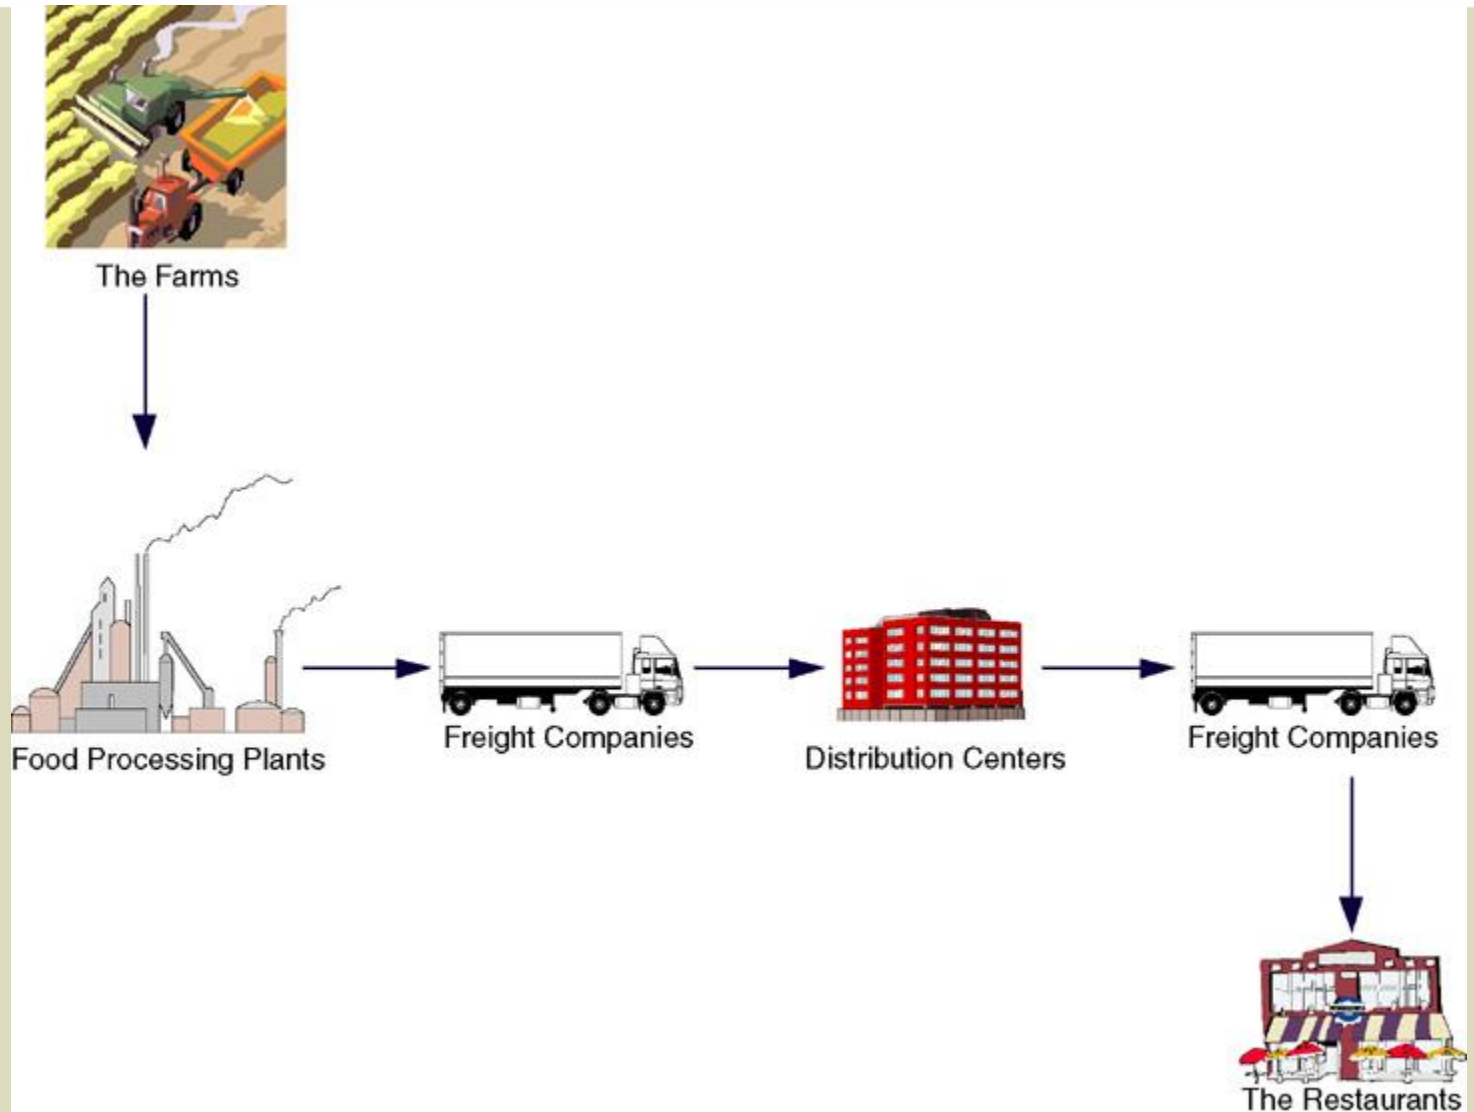 The Farms
Food Processing Plants
Freight Companies
Distribution Centers
Freight Companies
The Restaurants